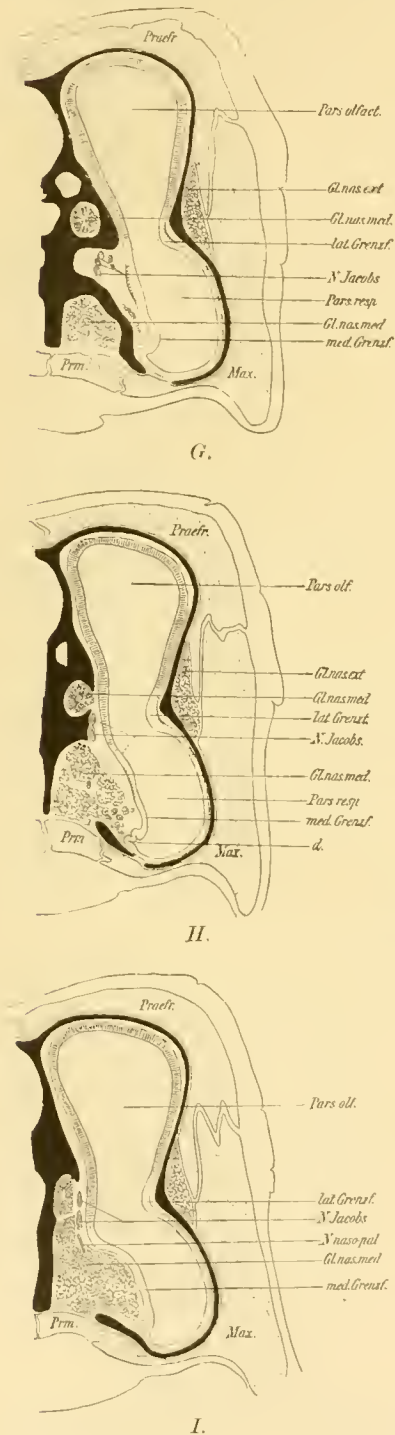 Praefr
Pars olfact.
Gl.nas.ext
Gl.nas.med.
lat.Grenzf.
N Jacobs
Pars.resp
Gl.nas.med
med.Grenzf.
Prm.
Max.
G.
Praefr.
Pars olf.
Gl.nas.ext
Gl.nas.med
lat Grenzf.
N.Jacobs.
Gl.nas.med.
Pars resp
med.Grenzf.
Prm
Max.
d.
H.
Praefr.
Pars olf.
lat.Grenzf.
N Jacobs
N naso-pal
Gl.nas.med
med.Grenzf.
Prm.
Max.
I.